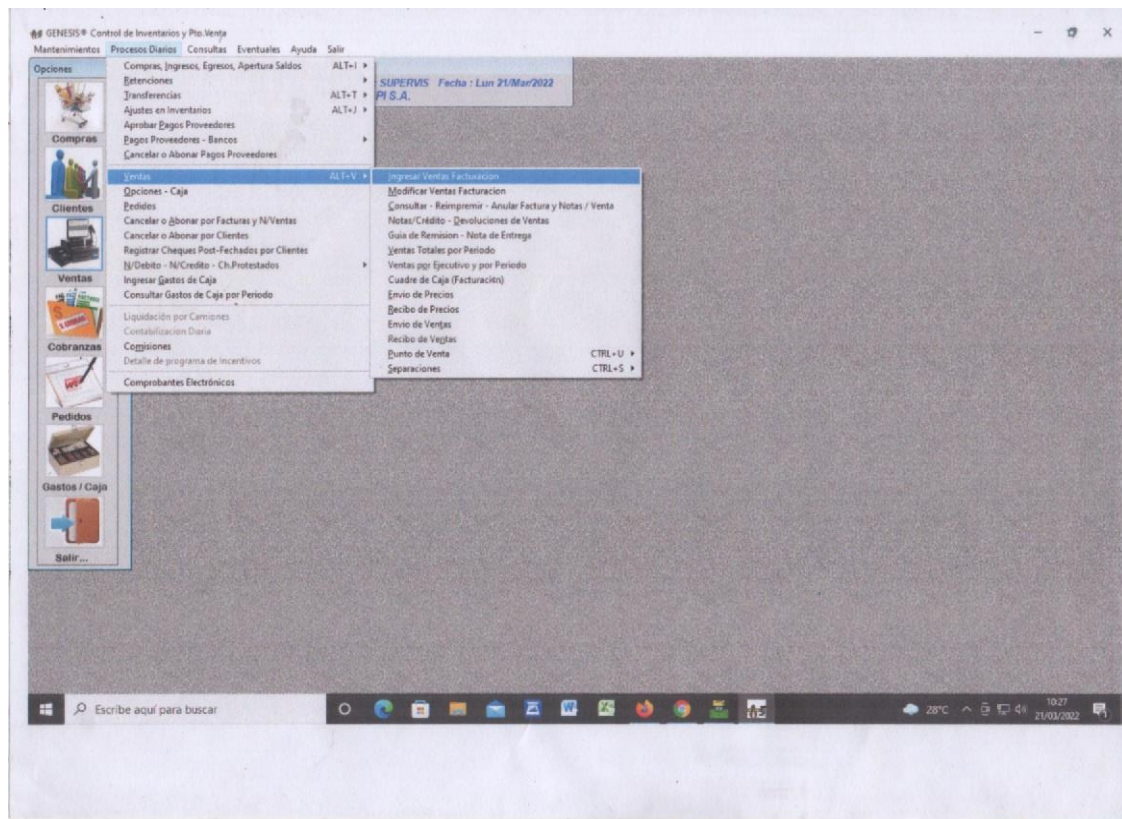 GENESIS® Control de Inventarios y Pto.Venta
Mantenimientos Procesos Diarios Consultas Eventuales Ayuda Salir
Opciones
SUPERVIS Fecha : Lun 21/Mar/2022
PI S.A.
Compras
Clientes
Ventas
Cobranzas
Pedidos
Gastos / Caja
Salir...
Compras, Ingresos, Egresos, Apertura Saldos ALT+I
Retenciones
Transferencias ALT+T
Ajustes en Inventarios ALT+J
Aprobar Pagos Proveedores
Pagos Proveedores - Bancos
Cancelar o Abonar Pagos Proveedores
Ventas ALT+V
Opciones - Caja
Pedidos
Cancelar o Abonar por Facturas y N/Ventas
Cancelar o Abonar por Clientes
Registrar Cheques Post-Fechados por Clientes
N/Debito - N/Credito - Ch.Protestados
Ingresar Gastos de Caja
Consultar Gastos de Caja por Periodo
Liquidación por Camiones
Contabilizacion Diaria
Comisiones
Detalle de programa de Incentivos
Comprobantes Electrónicos
Ingresar Ventas Facturacion
Modificar Ventas Facturacion
Consultar - Reimpremir - Anular Factura y Notas / Venta
Notas/Crédito - Devoluciones de Ventas
Guia de Remision - Nota de Entrega
Ventas Totales por Periodo
Ventas por Ejecutivo y por Periodo
Cuadre de Caja (Facturación)
Envio de Precios
Recibo de Precios
Envio de Ventas
Recibo de Ventas
Punto de Venta CTRL+U
Separaciones CTRL+S
Escribe aquí para buscar
28°C
10:27
21/03/2022